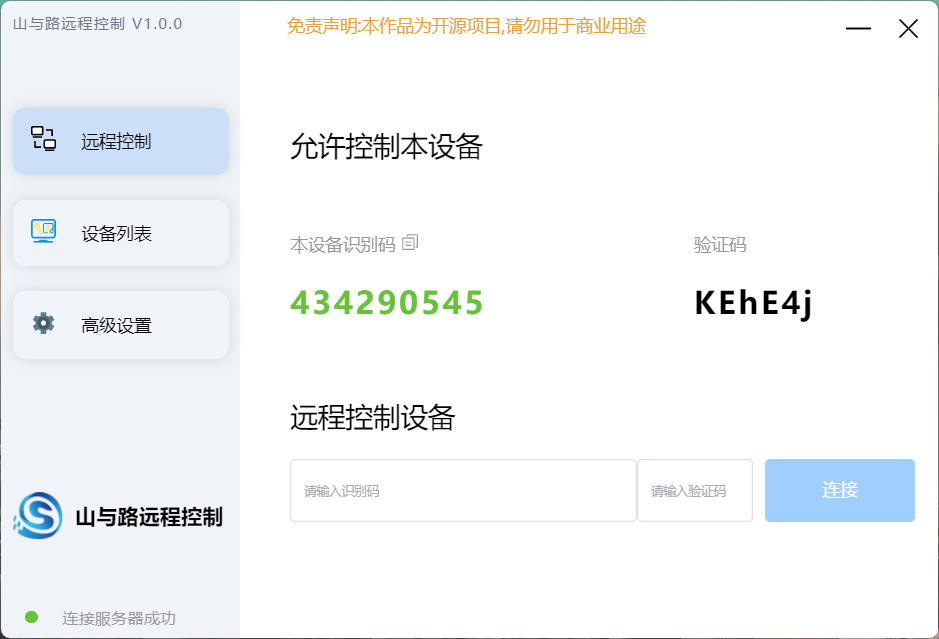 山与路远程控制 V1.0.0
免责声明:本作品为开源项目,请勿用于商业用途
远程控制
设备列表
高级设置
山与路远程控制
连接服务器成功
允许控制本设备
本设备识别码
验证码
434290545
KEhE4j
远程控制设备
请输入识别码
请输入验证码
连接